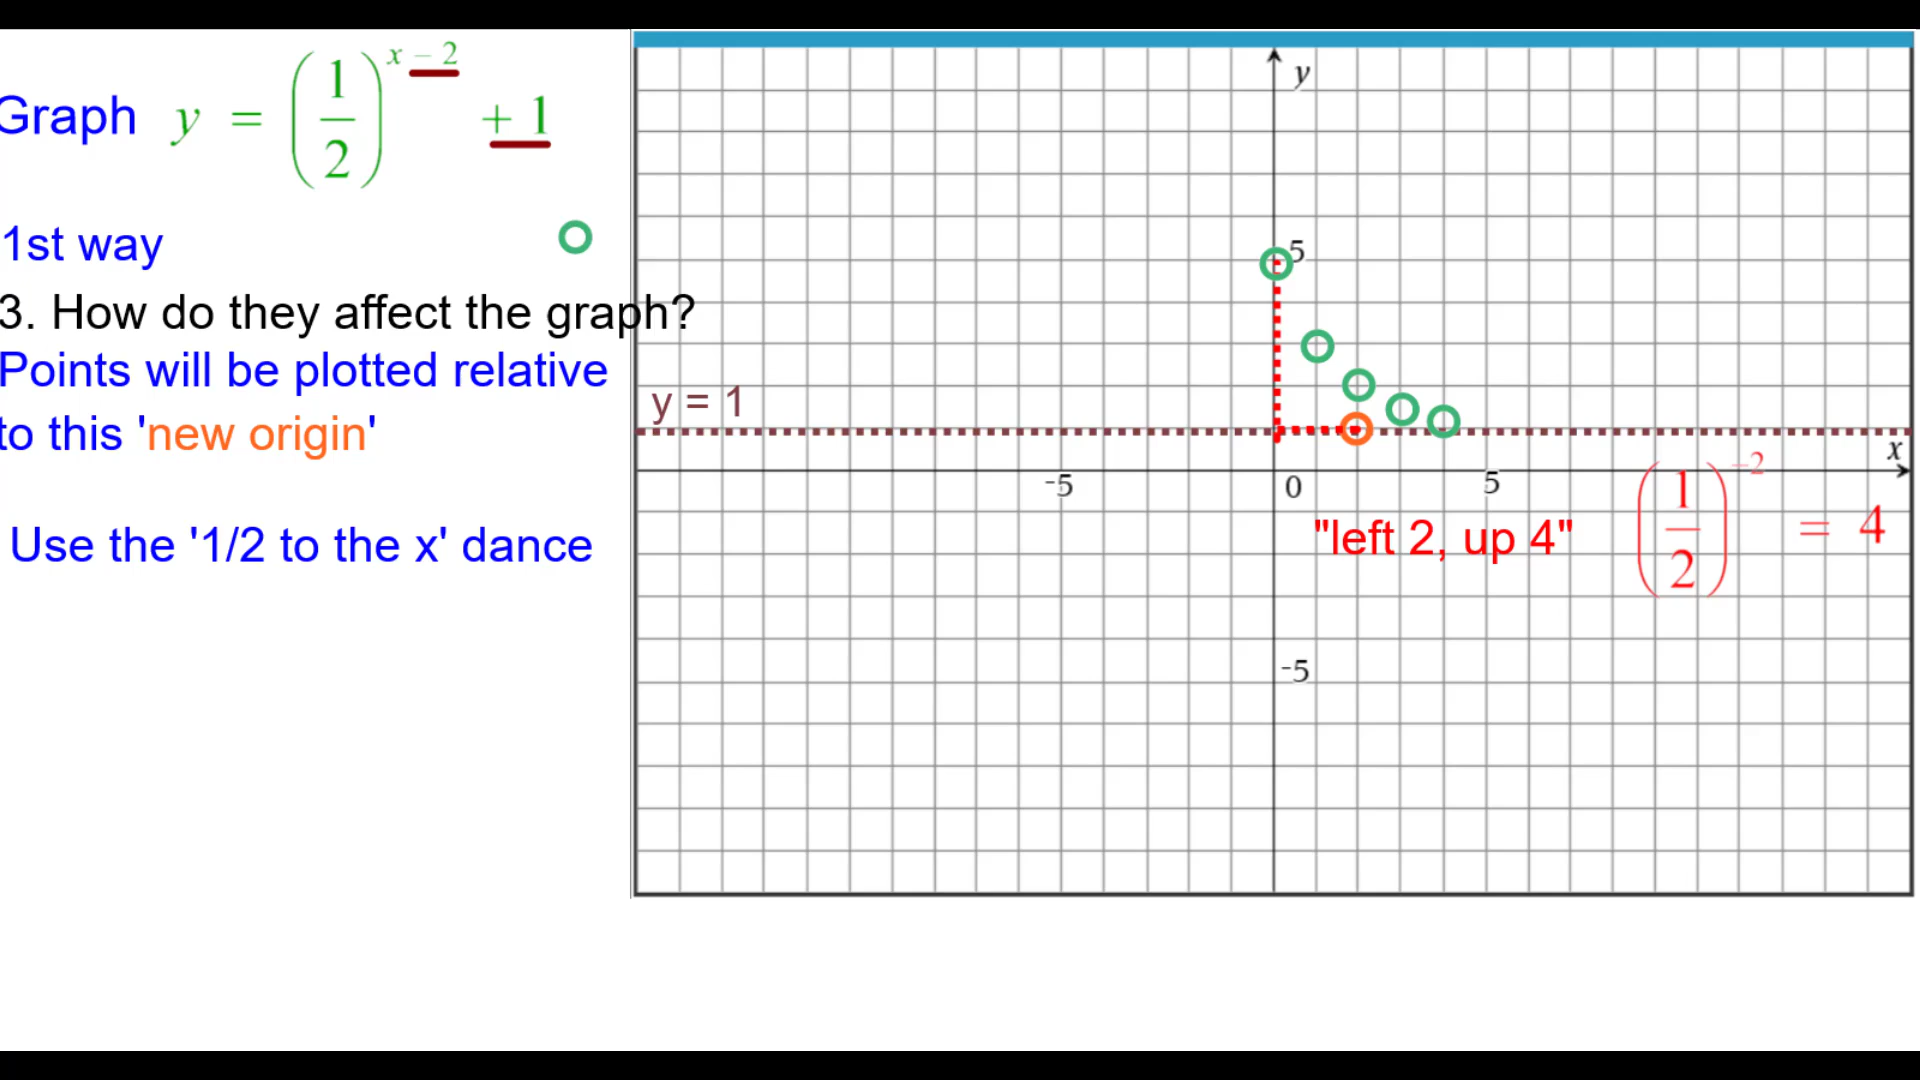 Graph y = (1/2)^(x – 2) + 1
1st way
3. How do they affect the graph?
Points will be plotted relative
to this 'new origin'
Use the '1/2 to the x' dance
y
5
y = 1
x
-5
0
5
"left 2, up 4"
(1/2)^(–2) = 4
-5